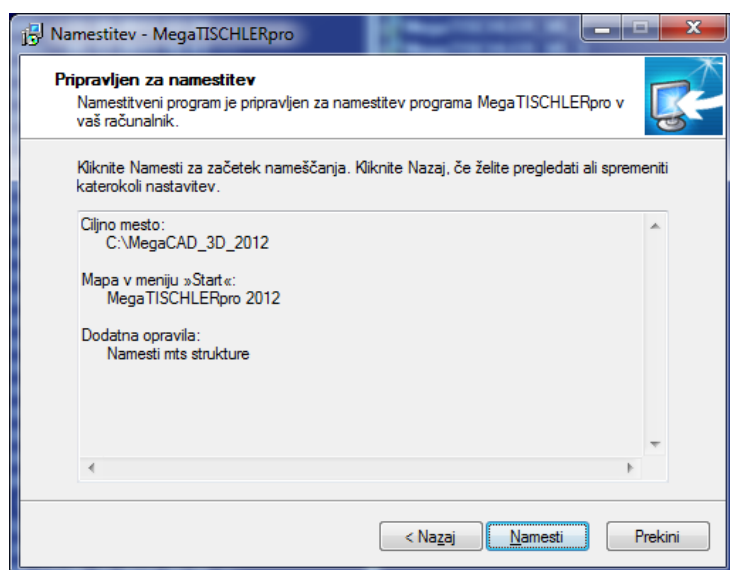 Namestitev - MegaTISCHLERpro
Pripravljen za namestitev
Namestitveni program je pripravljen za namestitev programa MegaTISCHLERpro v
vaš računalnik.
Kliknite Namesti za začetek nameščanja. Kliknite Nazaj, če želite pregledati ali spremeniti
katerokoli nastavitev.
Ciljno mesto:
C:\MegaCAD_3D_2012
Mapa v meniju »Start«:
MegaTISCHLERpro 2012
Dodatna opravila:
Namesti mts strukture
< Nazaj
Namesti
Prekini